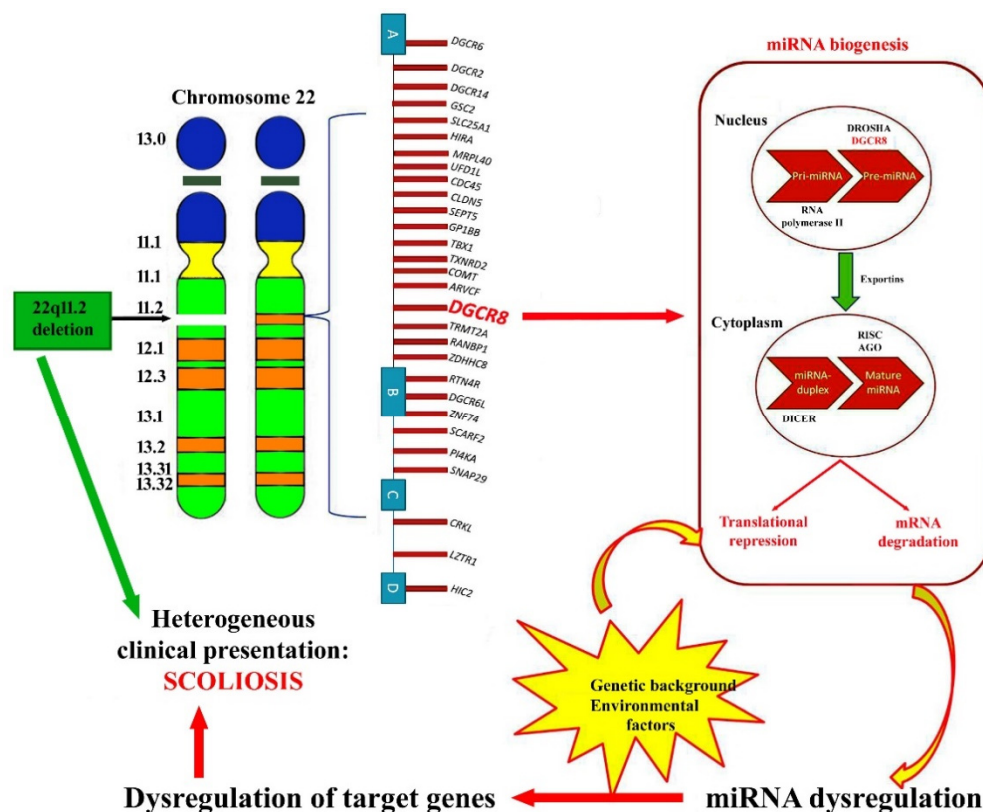 Chromosome 22
13.0
11.1
11.1
11.2
12.1
12.3
13.1
13.2
13.31
13.32
22q11.2
deletion
A
DGCR6
DGCR2
DGCR14
GSC2
SLC25A1
HIRA
MRPL40
UFD1L
CDC45
CLDN5
SEPT5
GP1BB
TBX1
TXNRD2
COMT
ARVCF
DGCR8
TRMT2A
RANBP1
ZDHHC8
B
RTN4R
DGCR6L
ZNF74
SCARF2
PI4KA
SNAP29
C
CRKL
LZTR1
D
HIC2
miRNA biogenesis
Nucleus
DROSHA
DGCR8
Pri-miRNA
Pre-miRNA
RNA
polymerase II
Exportins
Cytoplasm
RISC
AGO
miRNA-
duplex
Mature
miRNA
DICER
Translational
repression
mRNA
degradation
Genetic background
Environmental
factors
Heterogeneous
clinical presentation:
SCOLIOSIS
Dysregulation of target genes
miRNA dysregulation